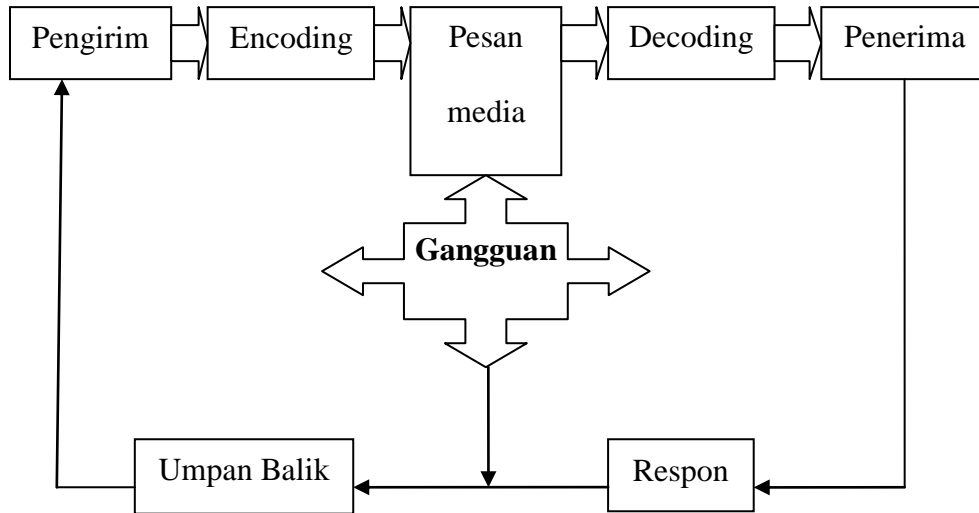 Pengirim
Encoding
Pesan
media
Decoding
Penerima
Gangguan
Umpan Balik
Respon